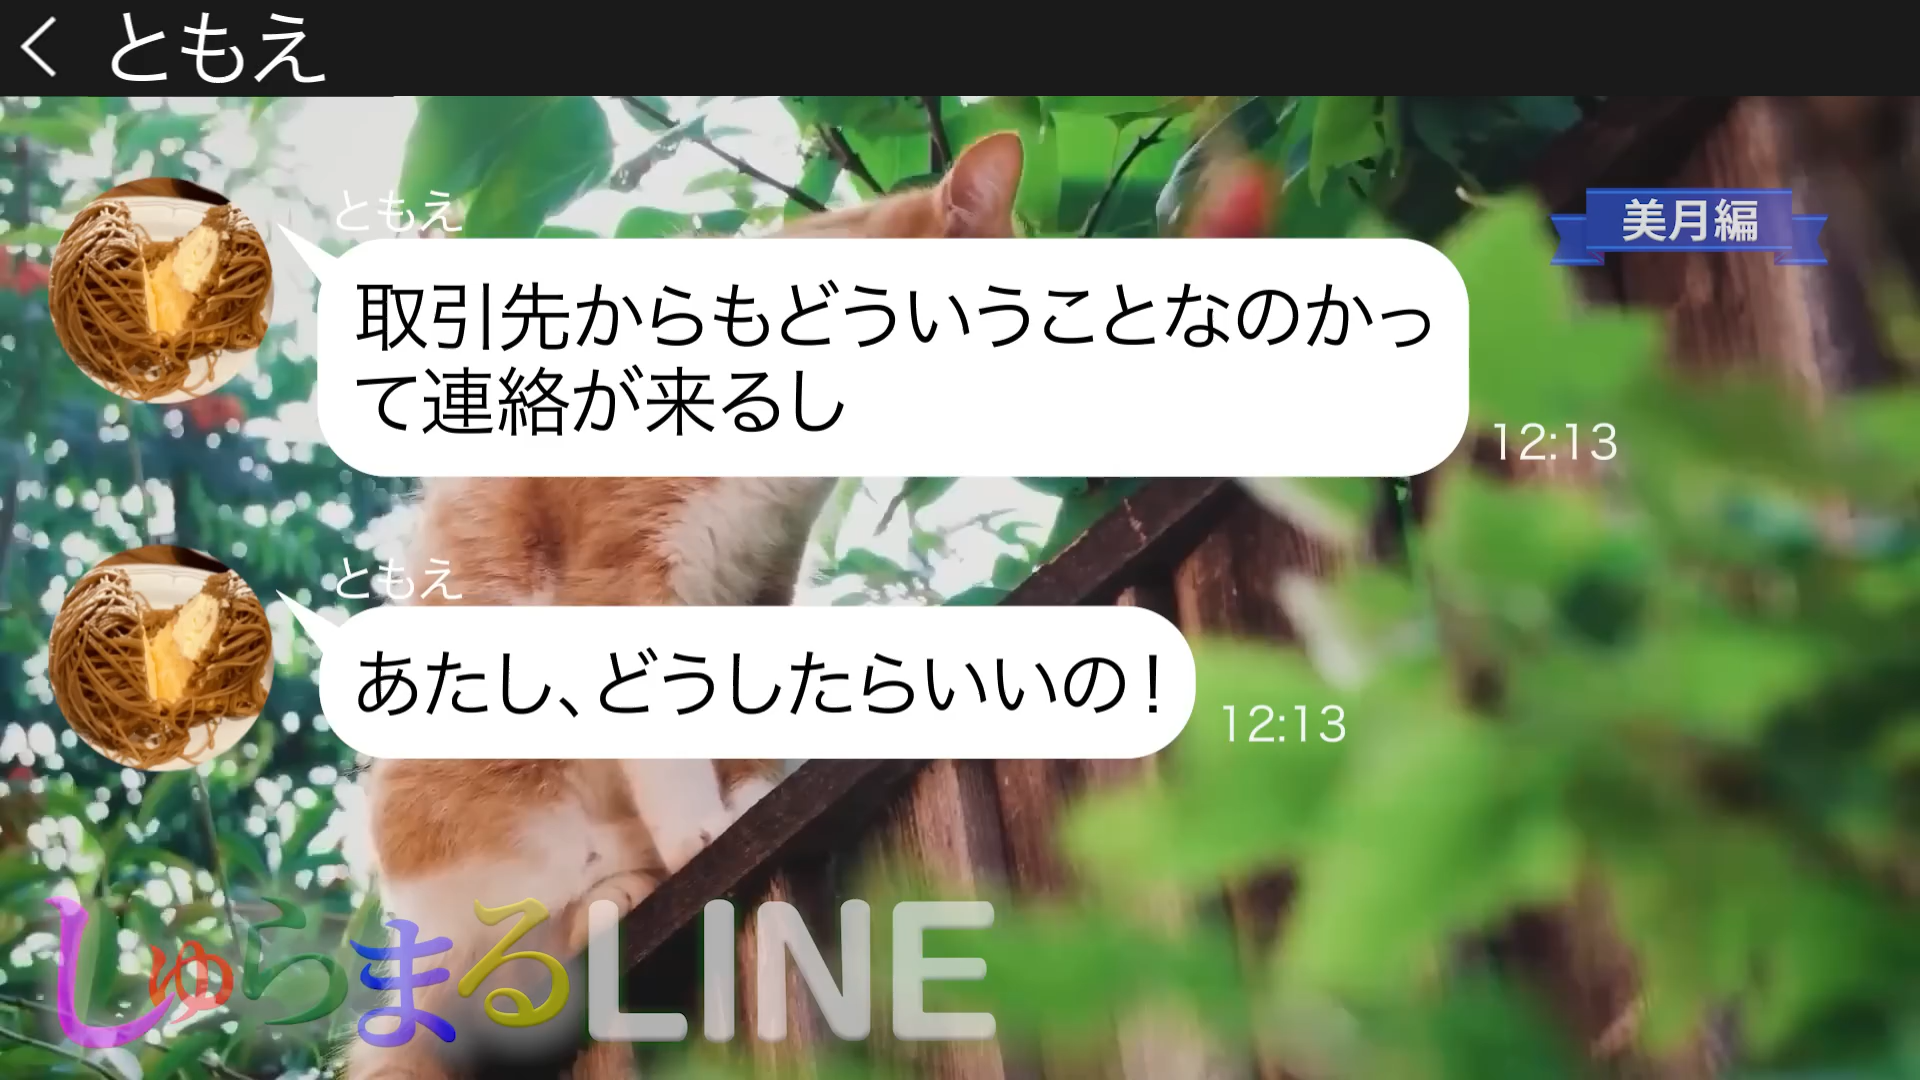 ともえ
美月編
ともえ
取引先からもどういうことなのかっ
て連絡が来るし
12:13
ともえ
あたし、どうしたらいいの！
12:13
しゅらまるLINE